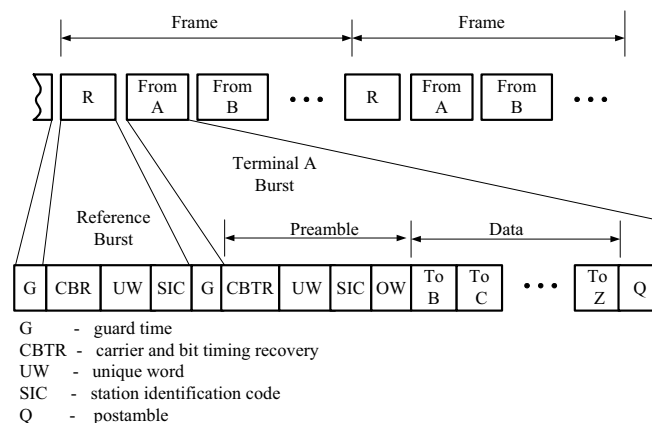 Frame Frame
R From A From B • • • R From A From B • • •
Terminal A
Burst
Reference
Burst
Preamble Data
G CBR UW SIC G CBTR UW SIC OW To B To C • • • To Z Q
G - guard time
CBTR - carrier and bit timing recovery
UW - unique word
SIC - station identification code
Q - postamble